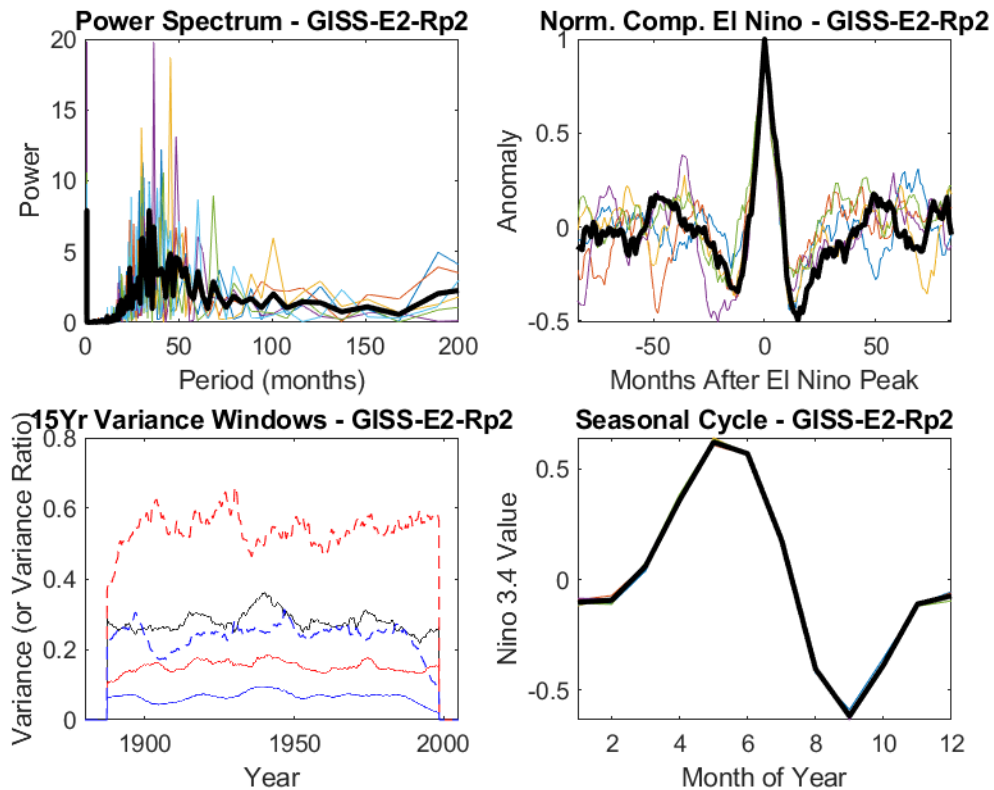 Power Spectrum - GISS-E2-Rp2
20
15
10
5
0
Power
0 50 100 150 200
Period (months)
Norm. Comp. El Nino - GISS-E2-Rp2
1
0.5
0
-0.5
Anomaly
-50 0 50
Months After El Nino Peak
15Yr Variance Windows - GISS-E2-Rp2
0.8
0.6
0.4
0.2
0
Variance (or Variance Ratio)
1900 1950 2000
Year
Seasonal Cycle - GISS-E2-Rp2
0.5
0
-0.5
Nino 3.4 Value
2 4 6 8 10 12
Month of Year